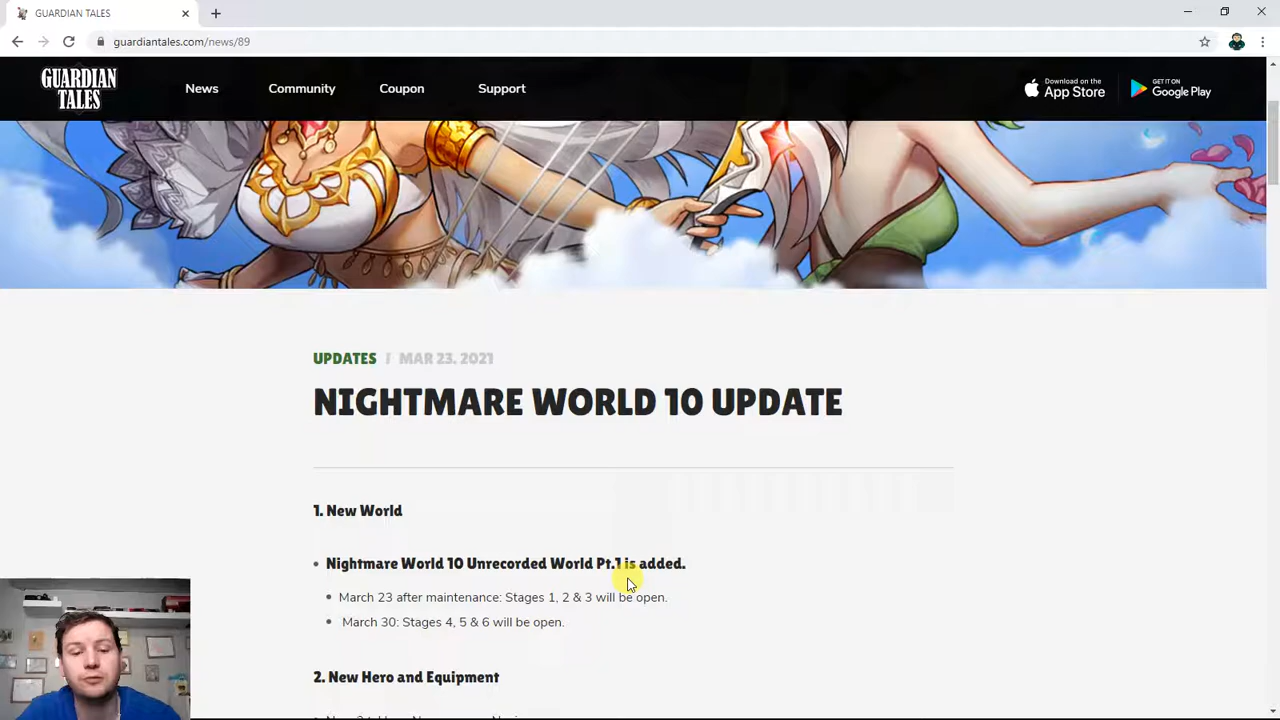 GUARDIAN TALES
guardiantales.com/news/89
GUARDIAN
TALES
News
Community
Coupon
Support
Download on the
App Store
GET IT ON
Google Play
UPDATES / MAR 23. 2021
NIGHTMARE WORLD 10 UPDATE
1. New World
Nightmare World 10 Unrecorded World Pt.1 is added.
March 23 after maintenance: Stages 1, 2 & 3 will be open.
March 30: Stages 4, 5 & 6 will be open.
2. New Hero and Equipment